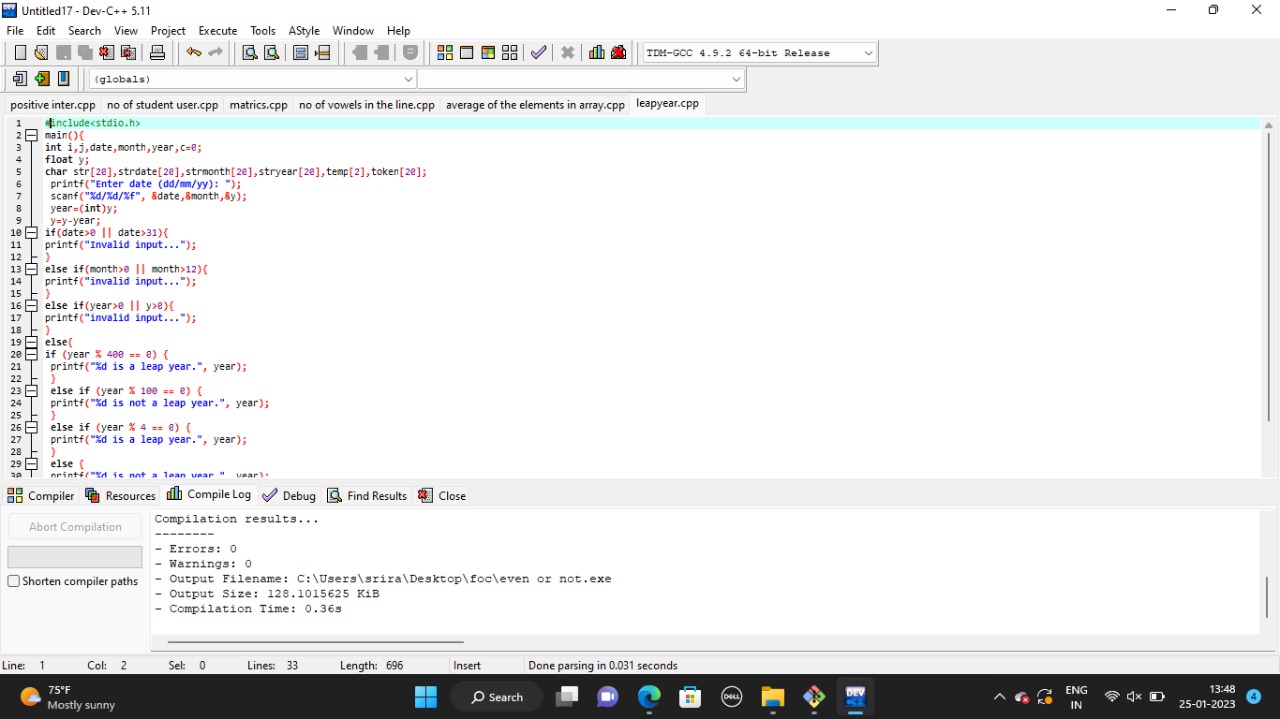 Untitled17 - Dev-C++ 5.11
File Edit Search View Project Execute Tools AStyle Window Help
TDM-GCC 4.9.2 64-bit Release
(globals)
positive inter.cpp no of student user.cpp matrics.cpp no of vowels in the line.cpp average of the elements in array.cpp leapyear.cpp
1 #include<stdio.h>
2 main(){
3 int i,j,date,month,year,c=0;
4 float y;
5 char str[20],strdate[20],strmonth[20],stryear[20],temp[2],token[20];
6 printf("Enter date (dd/mm/yy): ");
7 scanf("%d/%d/%f", &date,&month,&y);
8 year=(int)y;
9 y=y-year;
10 if(date>0 || date>31){
11 printf("Invalid input...");
12 }
13 else if(month>0 || month>12){
14 printf("invalid input...");
15 }
16 else if(year>0 || y>0){
17 printf("invalid input...");
18 }
19 else{
20 if (year % 400 == 0) {
21 printf("%d is a leap year.", year);
22 }
23 else if (year % 100 == 0) {
24 printf("%d is not a leap year.", year);
25 }
26 else if (year % 4 == 0) {
27 printf("%d is a leap year.", year);
28 }
29 else {
30 printf("%d is not a leap year.", year);
Compiler Resources Compile Log Debug Find Results Close
Abort Compilation
Shorten compiler paths
Compilation results...
--------
- Errors: 0
- Warnings: 0
- Output Filename: C:\Users\srira\Desktop\foc\even or not.exe
- Output Size: 128.1015625 KiB
- Compilation Time: 0.36s
Line: 1 Col: 2 Sel: 0 Lines: 33 Length: 696 Insert Done parsing in 0.031 seconds
75°F
Mostly sunny
Search
DELL
DEV
ENG
IN
13:48
25-01-2023
4